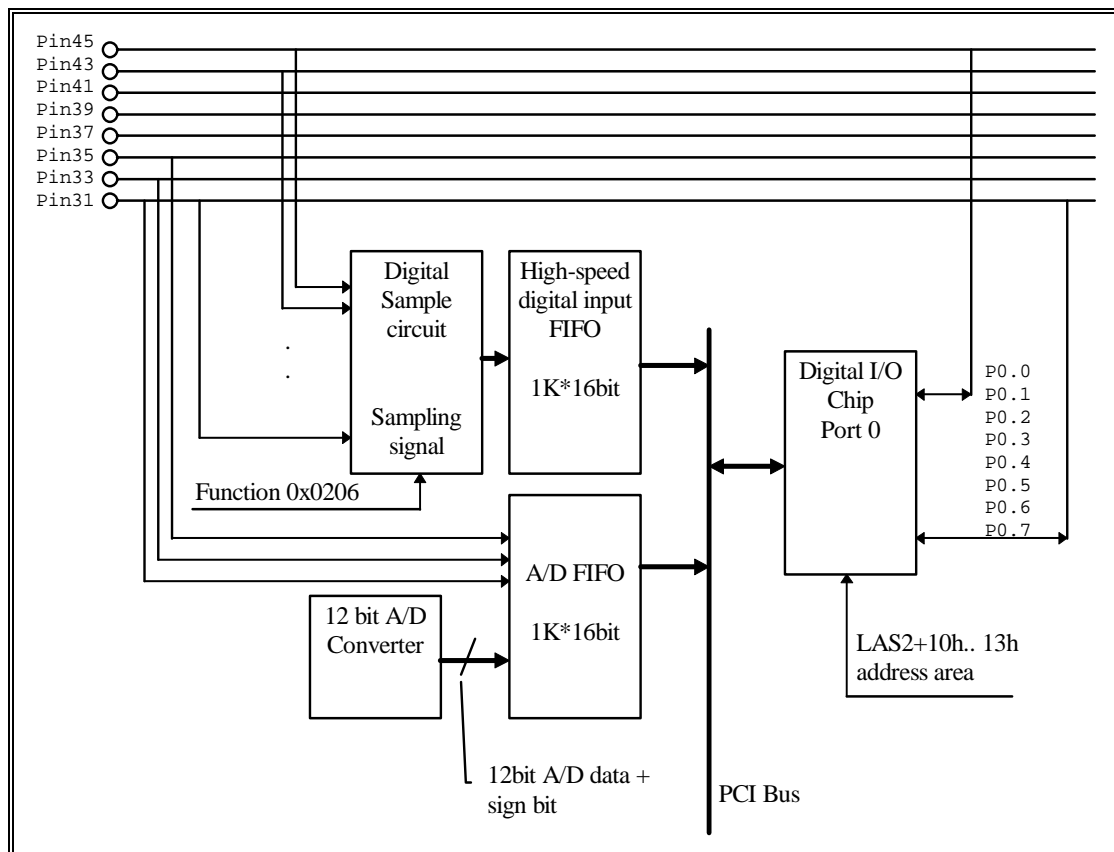 Pin45
Pin43
Pin41
Pin39
Pin37
Pin35
Pin33
Pin31
Digital
Sample
circuit
.
.
Sampling
signal
High-speed
digital input
FIFO
1K*16bit
Digital I/O
Chip
Port 0
P0.0
P0.1
P0.2
P0.3
P0.4
P0.5
P0.6
P0.7
Function 0x0206
A/D FIFO
1K*16bit
12 bit A/D
Converter
LAS2+10h.. 13h
address area
12bit A/D data +
sign bit
PCI Bus